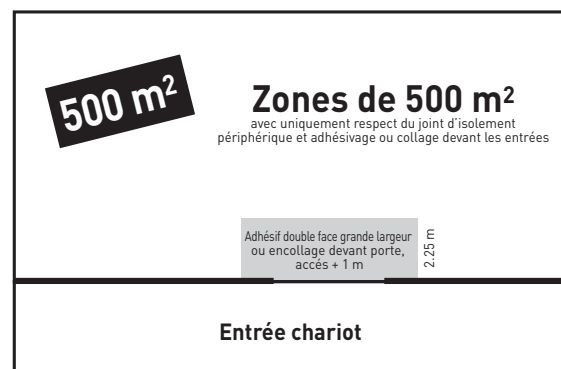 500 m²
Zones de 500 m²
avec uniquement respect du joint d'isolement
périphérique et adhésivage ou collage devant les entrées
Adhésif double face grande largeur
ou encollage devant porte,
accés + 1 m
2.25 m
Entrée chariot